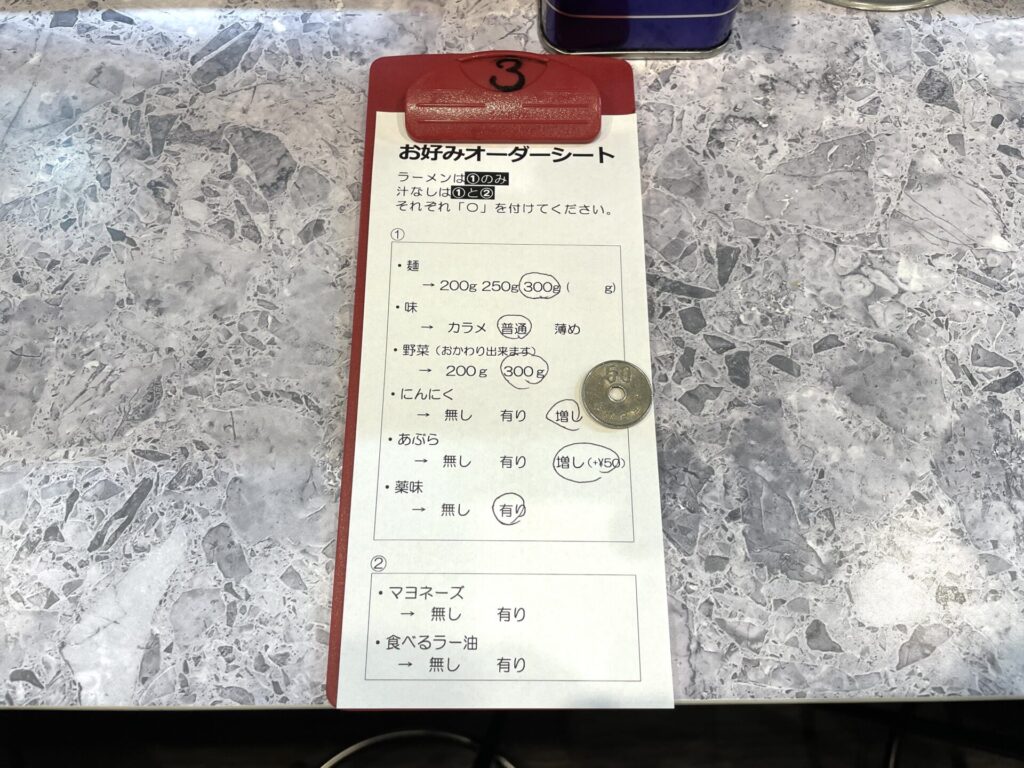 3
お好みオーダーシート
ラーメンは①のみ
汁なしは①と②
それぞれ「○」を付けてください。
①
・麺
→ 200g 250g 300g ( g)
・味
→ カラメ 普通 薄め
・野菜（おかわり出来ます）
→ 200g 300g
・にんにく
→ 無し 有り 増し
・あぶら
→ 無し 有り 増し(+¥50)
・薬味
→ 無し 有り
②
・マヨネーズ
→ 無し 有り
・食べるラー油
→ 無し 有り
50